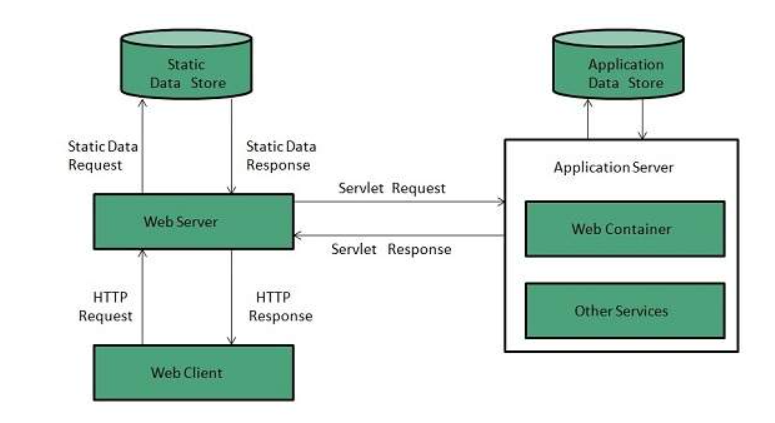 Static
Data Store
Application
Data Store
Static Data
Request
Static Data
Response
Application Server
Servlet Request
Web Server
Web Container
Servlet Response
HTTP
Request
HTTP
Response
Other Services
Web Client